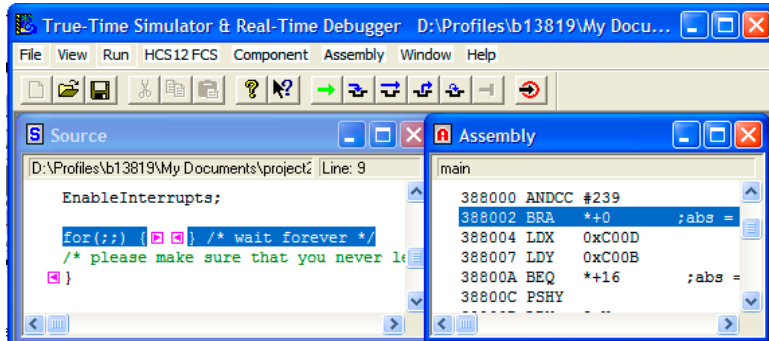 True-Time Simulator & Real-Time Debugger D:\Profiles\b13819\My Docu...
File View Run HCS12 FCS Component Assembly Window Help
Source
D:\Profiles\b13819\My Documents\project2 Line: 9
EnableInterrupts;
for(;;) { } /* wait forever */
/* please make sure that you never le
}
Assembly
main
388000 ANDCC #239
388002 BRA *+0 ;abs =
388004 LDX 0xC00D
388007 LDY 0xC00B
38800A BEQ *+16 ;abs =
38800C PSHY